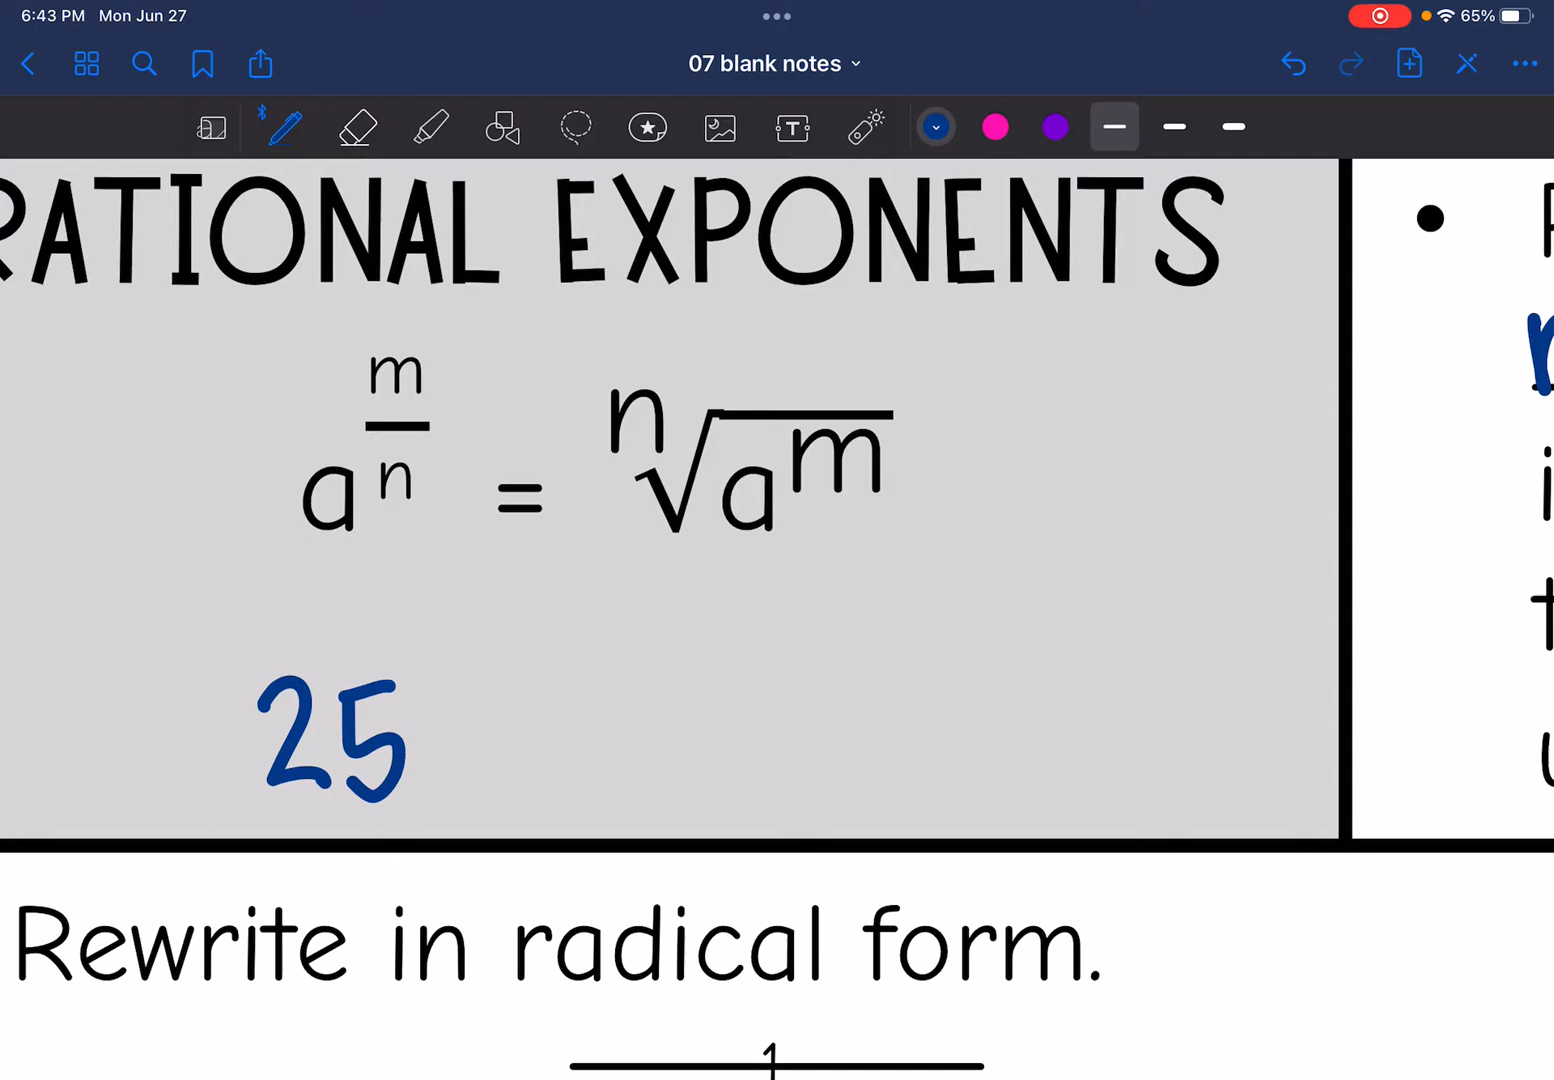 6:43 PM Mon Jun 27
65%
07 blank notes
T
RATIONAL EXPONENTS
a^(m/n) = ⁿ√(a^m)
25
Rewrite in radical form.
1